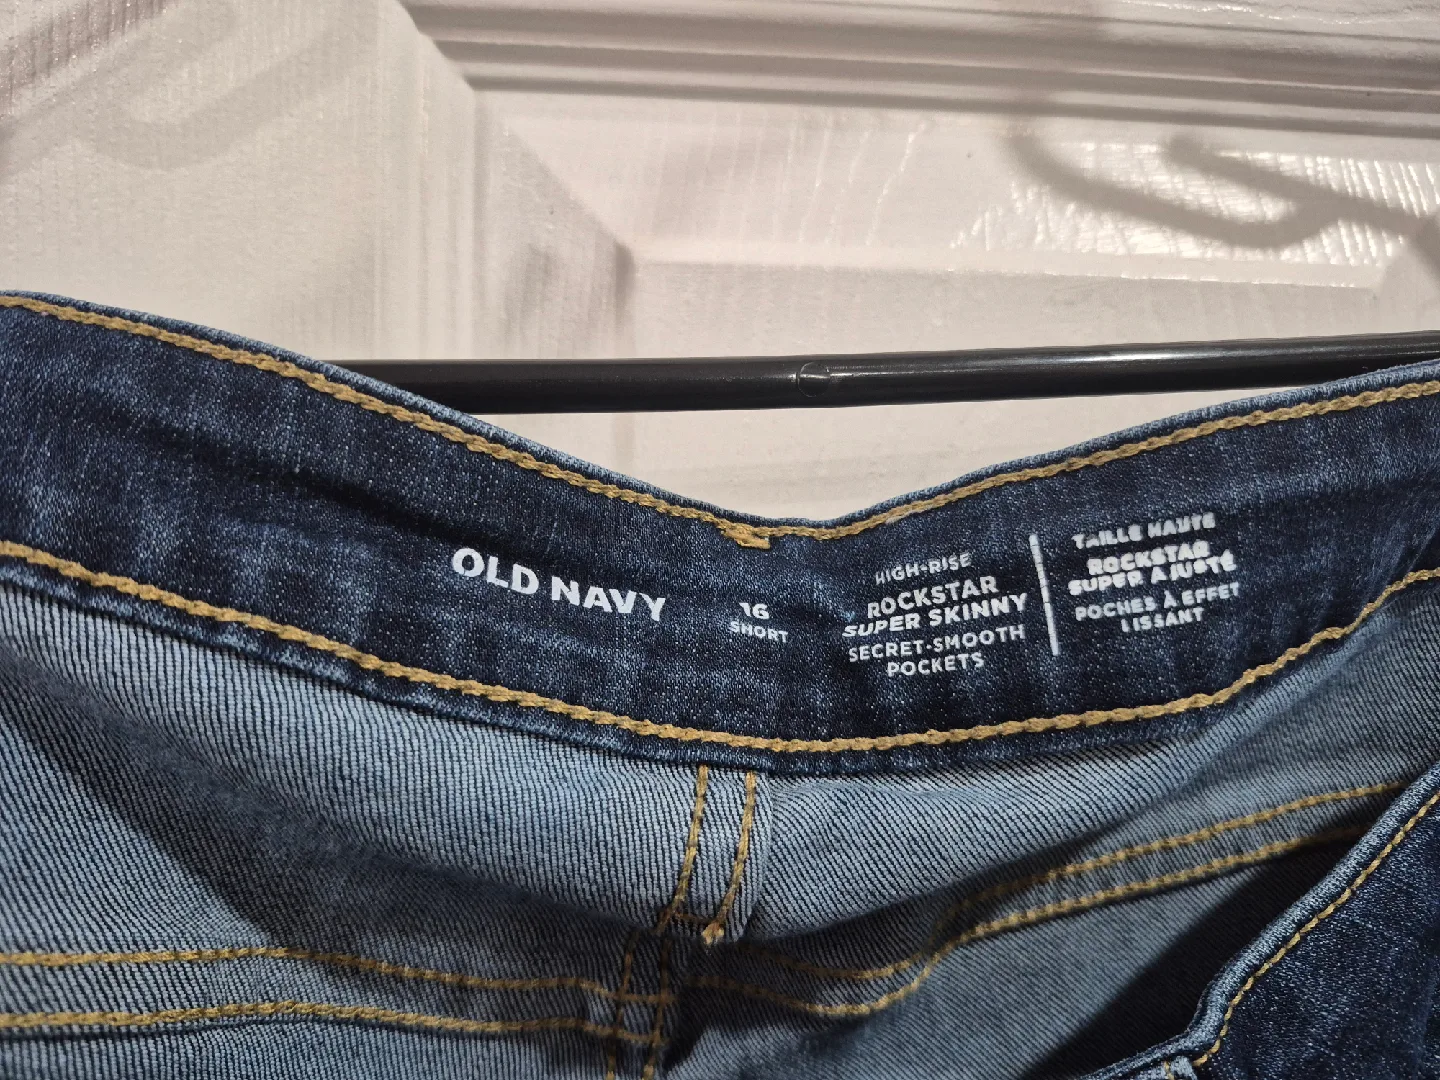 OLD NAVY
16
SHORT
HIGH-RISE
ROCKSTAR
SUPER SKINNY
SECRET-SMOOTH
POCKETS
TAILLE HAUTE
ROCKSTAR
SUPER AJUSTÉ
POCHES À EFFET
LISSANT